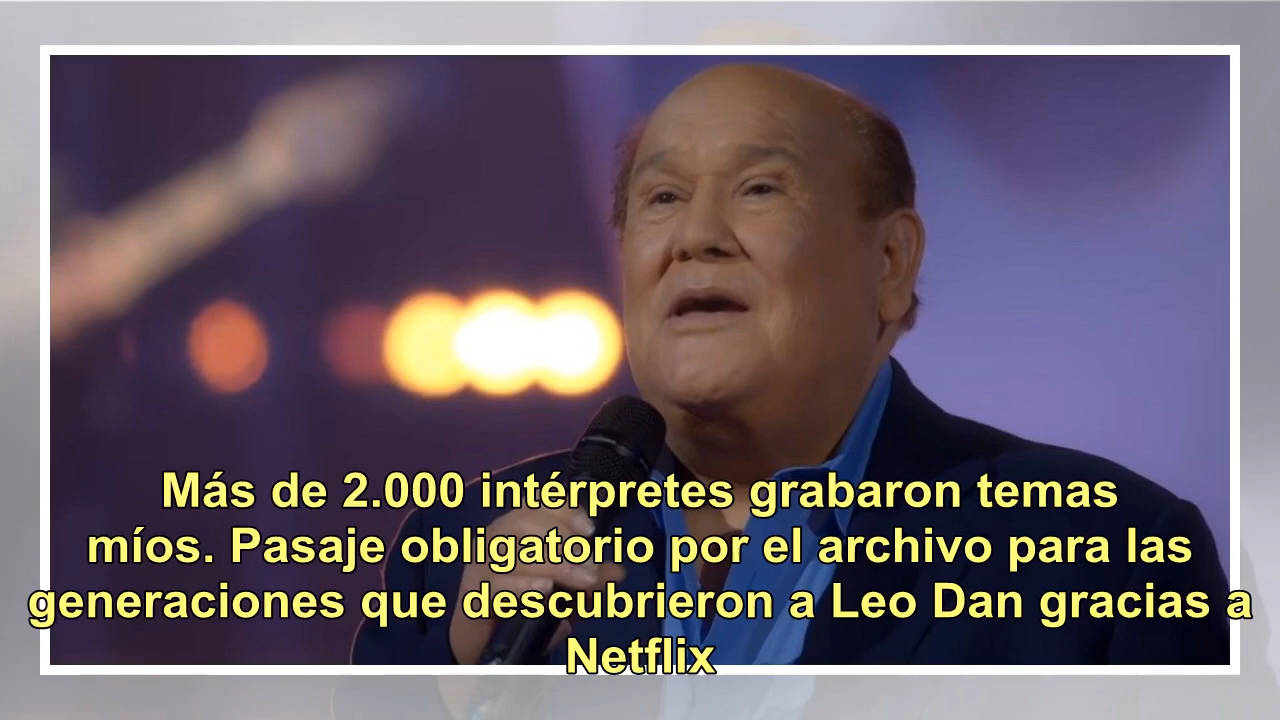 Más de 2.000 intérpretes grabaron temas
míos. Pasaje obligatorio por el archivo para las
generaciones que descubrieron a Leo Dan gracias a
Netflix